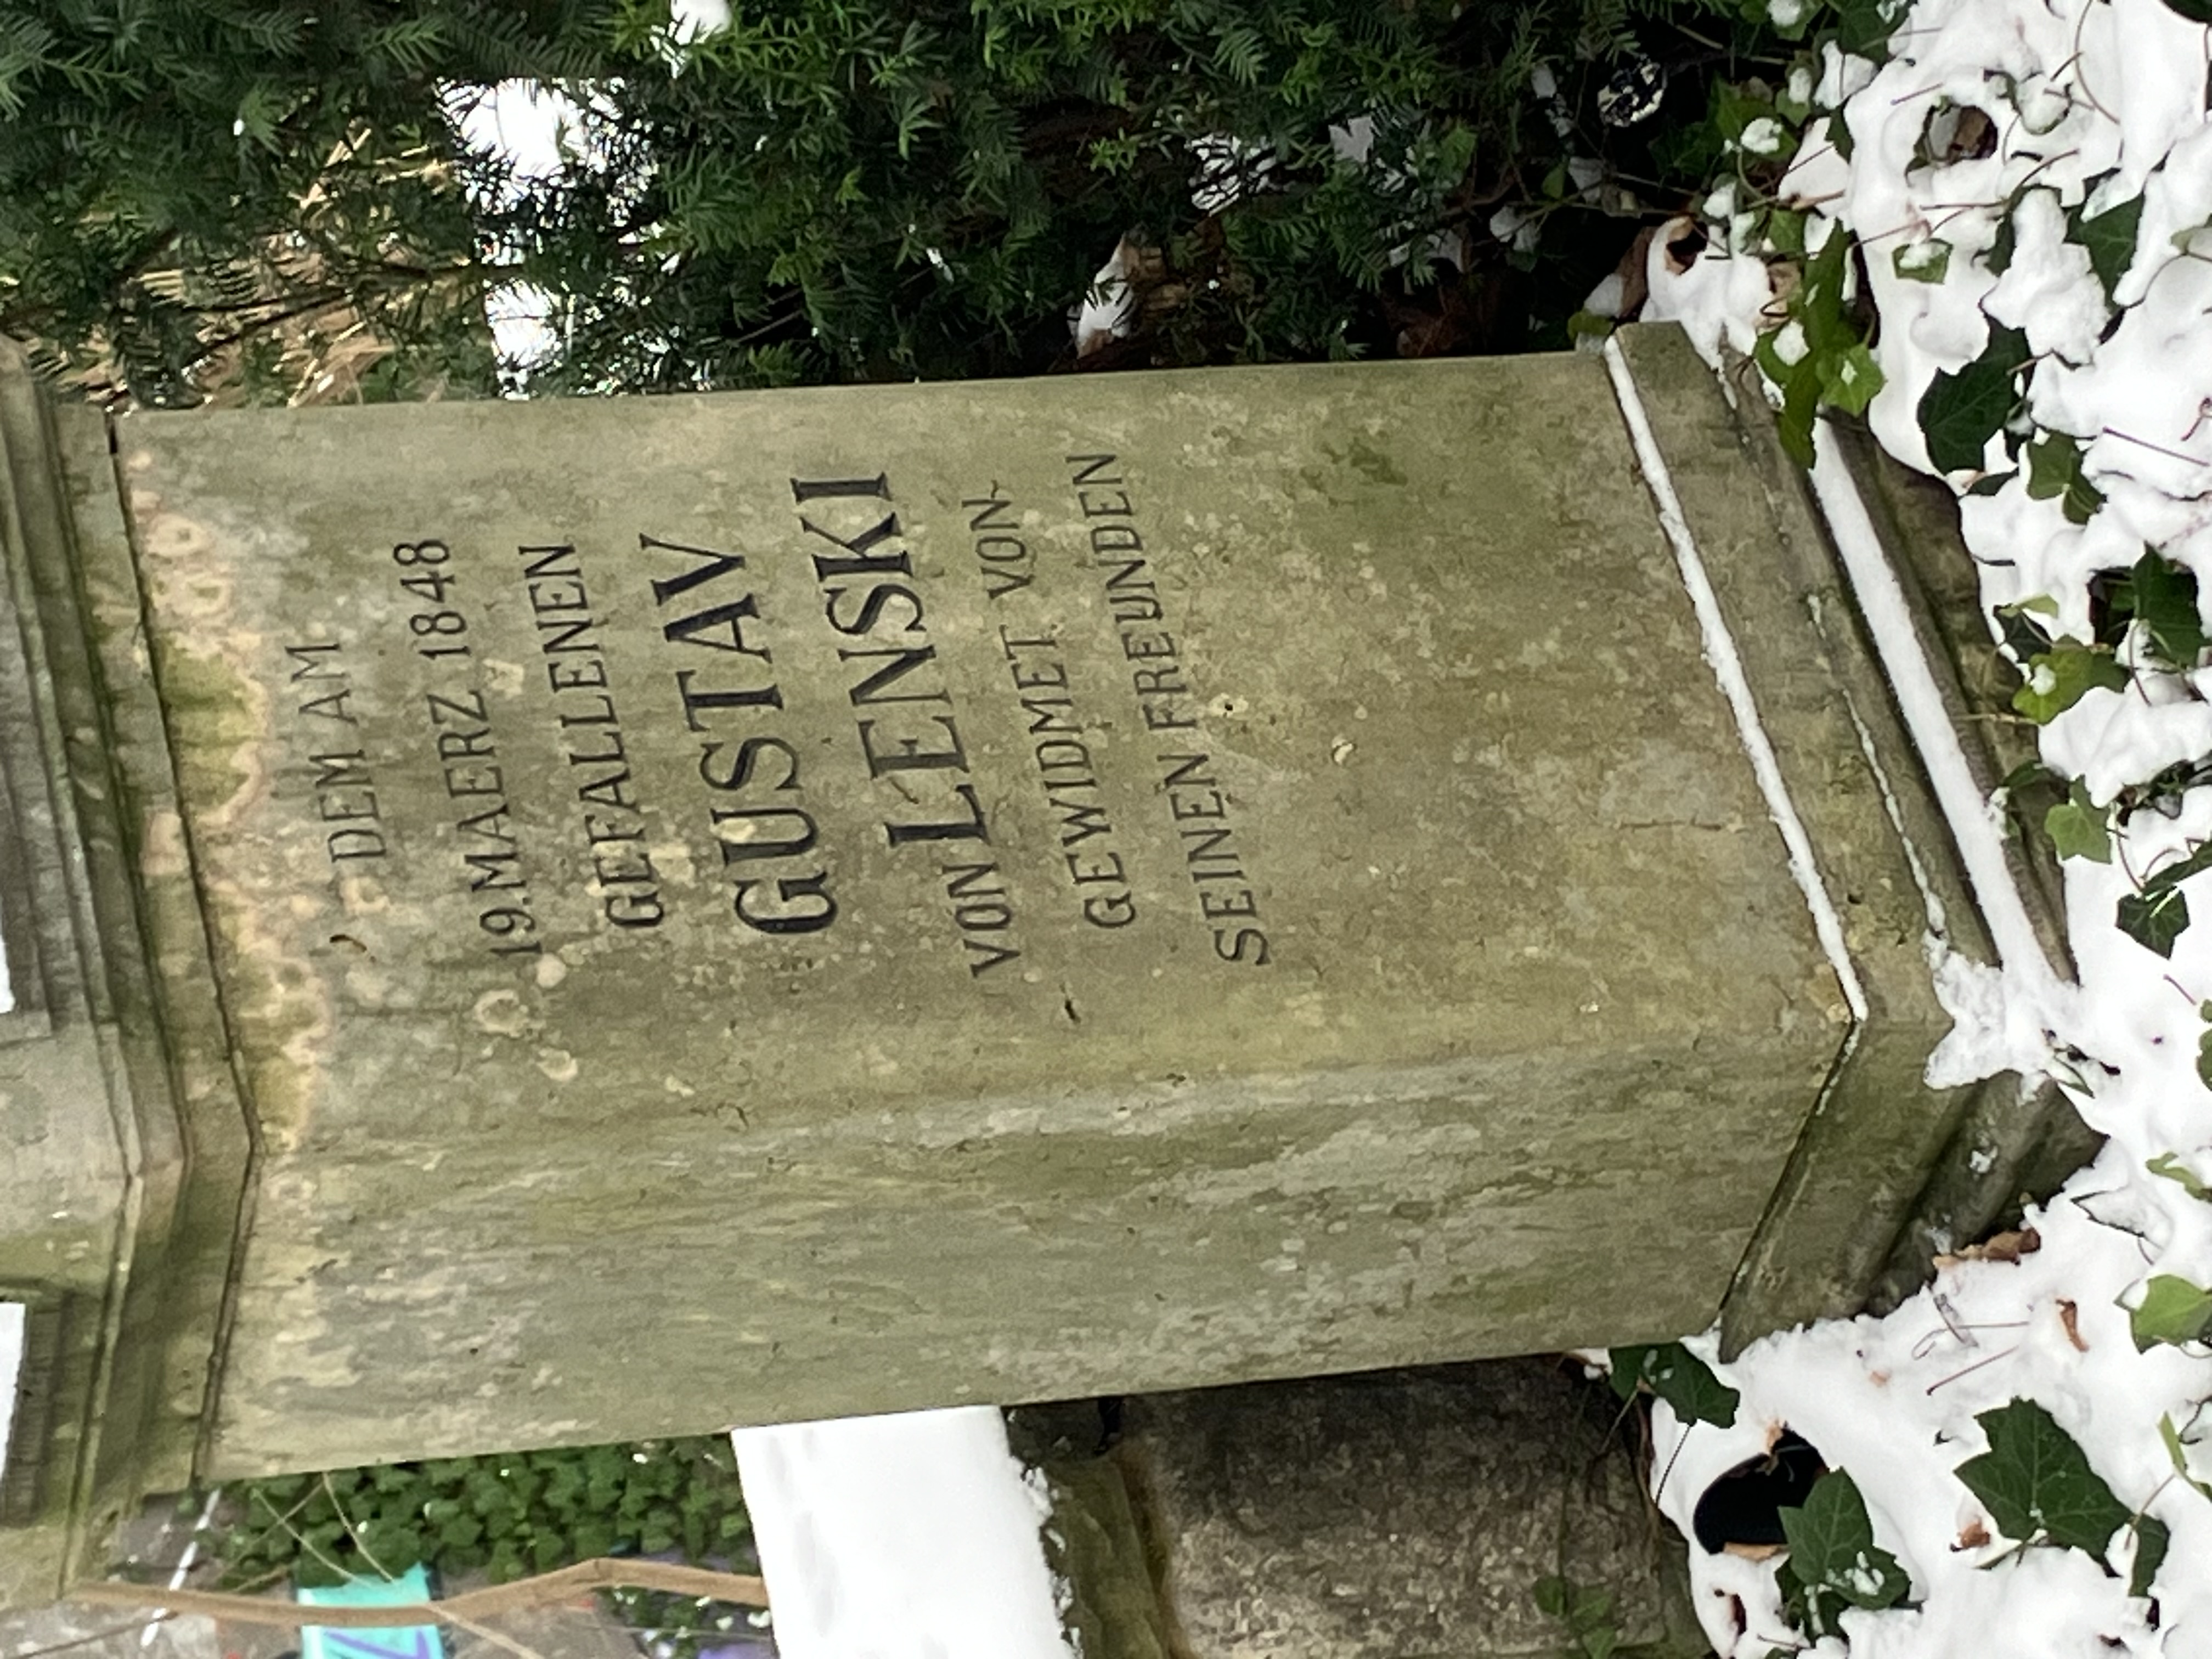 DEM AM
19. MAERZ 1848
GEFALLENEN
GUSTAV
VON LENSKI
GEWIDMET VON
SEINEN FREUNDEN